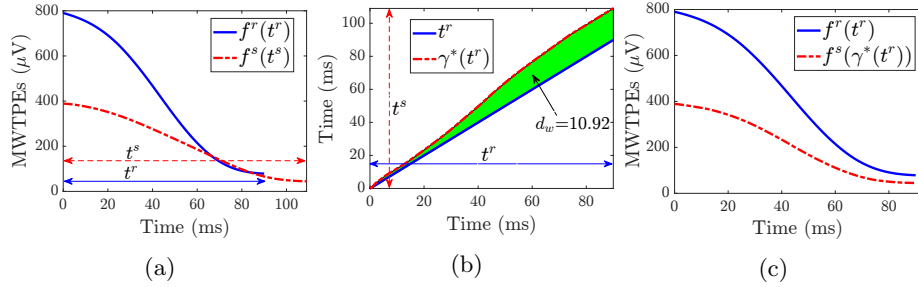 800
600
400
200
0
MWTPEs (μV)
f^r(t^r)
f^s(t^s)
t^s
t^r
0 20 40 60 80 100
Time (ms)
(a)
100
80
60
40
20
0
Time (ms)
t^r
γ*(t^r)
t^s
d_w=10.92
t^r
0 20 40 60 80
Time (ms)
(b)
800
600
400
200
0
MWTPEs (μV)
f^r(t^r)
f^s(γ*(t^r))
0 20 40 60 80
Time (ms)
(c)